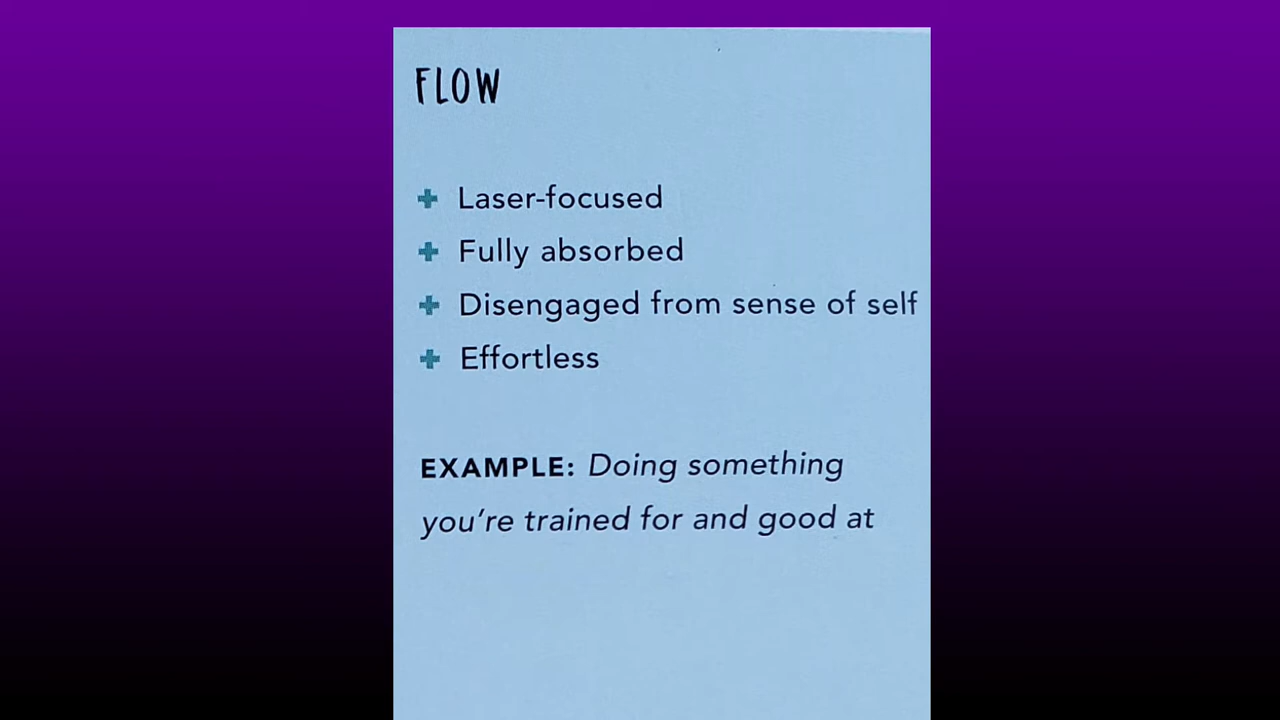 FLOW
Laser-focused
Fully absorbed
Disengaged from sense of self
Effortless
EXAMPLE: Doing something
you're trained for and good at